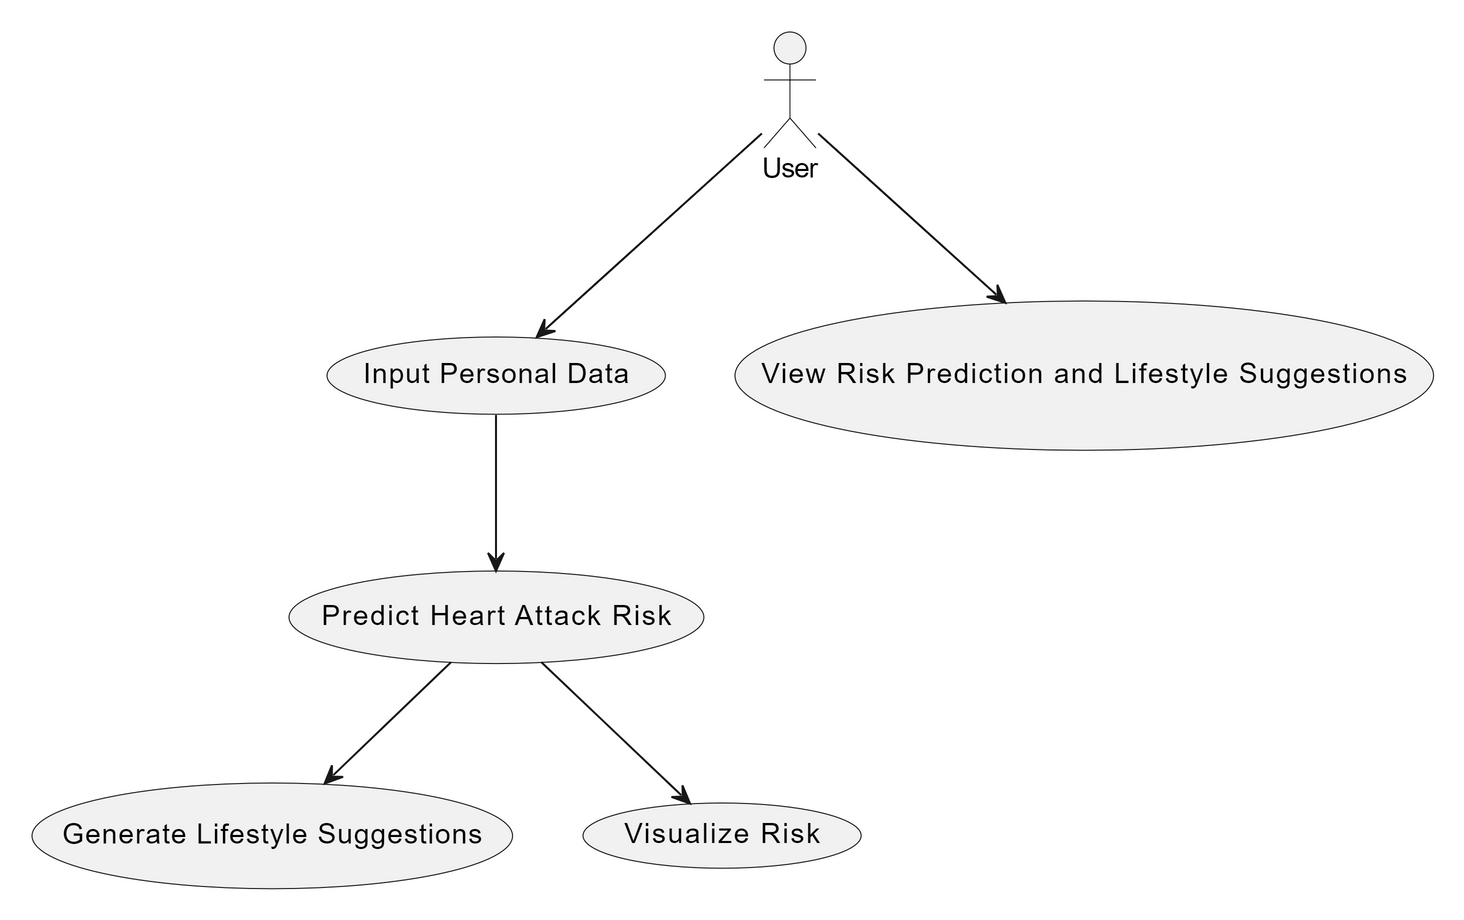 User
Input Personal Data
View Risk Prediction and Lifestyle Suggestions
Predict Heart Attack Risk
Generate Lifestyle Suggestions
Visualize Risk